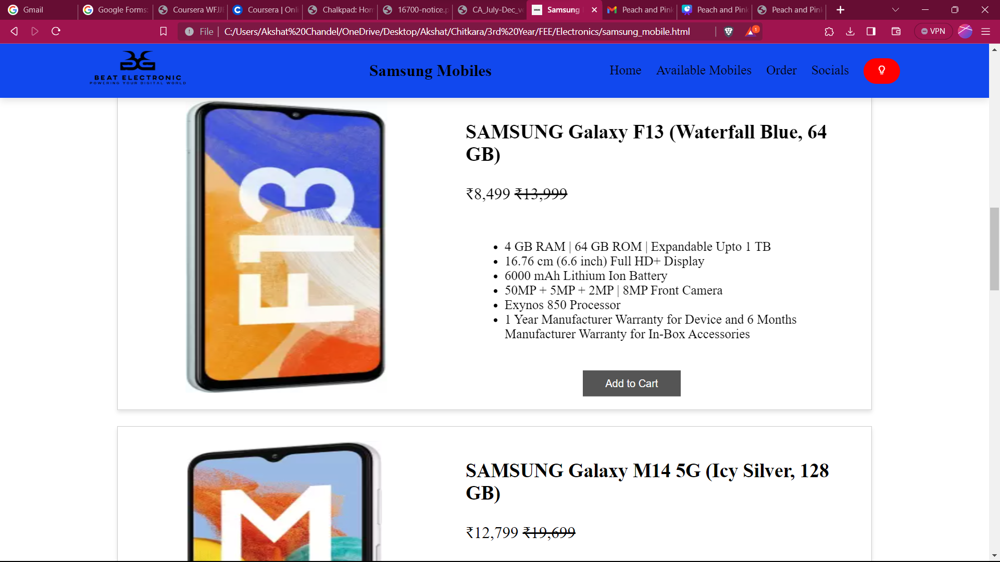 Gmail
Google Forms:
Coursera WFJJI
Coursera | Onli
Chalkpad: Hom
16700-notice.p
CA_July-Dec_ve
Samsung
Peach and Pink
Peach and Pink
Peach and Pink
File
C:/Users/Akshat%20Chandel/OneDrive/Desktop/Akshat/Chitkara/3rd%20Year/FEE/Electronics/samsung_mobile.html
1
VPN
BEAT ELECTRONIC
POWERING YOUR DIGITAL WORLD
Samsung Mobiles
Home
Available Mobiles
Order
Socials
F13
SAMSUNG Galaxy F13 (Waterfall Blue, 64
GB)
₹8,499 ₹13,999
• 4 GB RAM | 64 GB ROM | Expandable Upto 1 TB
• 16.76 cm (6.6 inch) Full HD+ Display
• 6000 mAh Lithium Ion Battery
• 50MP + 5MP + 2MP | 8MP Front Camera
• Exynos 850 Processor
• 1 Year Manufacturer Warranty for Device and 6 Months
Manufacturer Warranty for In-Box Accessories
Add to Cart
M
SAMSUNG Galaxy M14 5G (Icy Silver, 128
GB)
₹12,799 ₹19,699